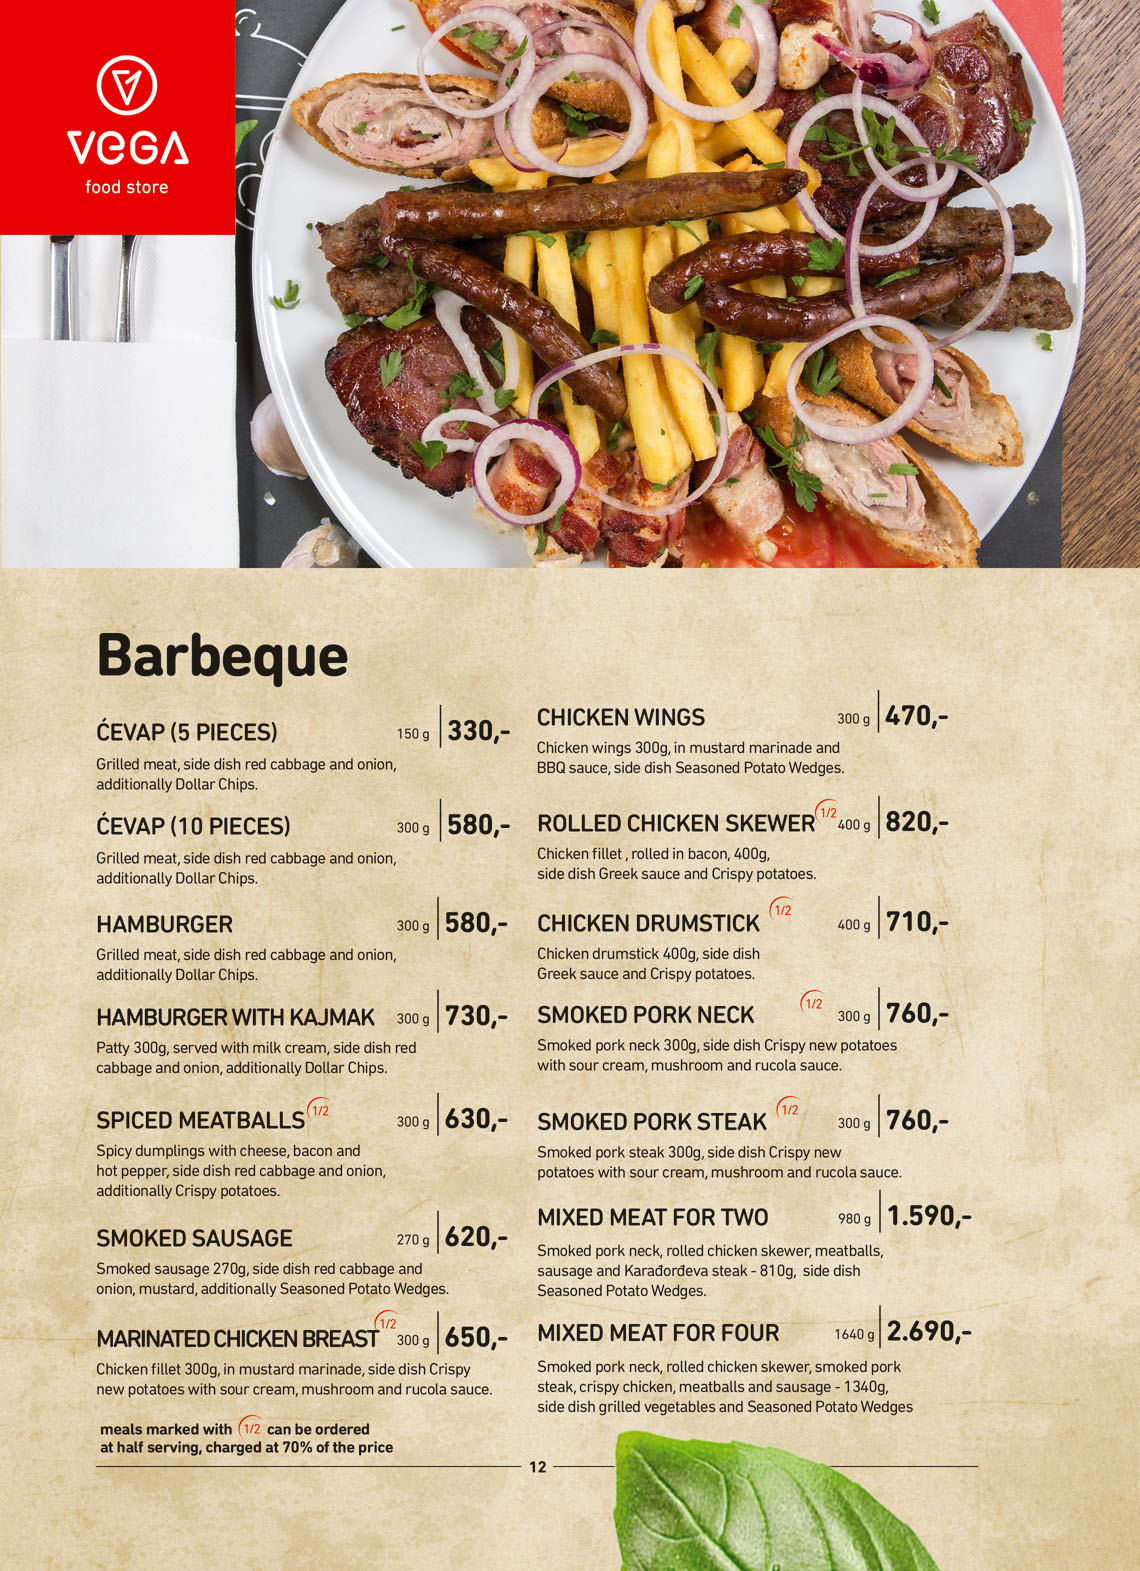 VEGA
food store
Barbeque
ĆEVAP (5 PIECES) 150 g 330,-
Grilled meat, side dish red cabbage and onion,
additionally Dollar Chips.
ĆEVAP (10 PIECES) 300 g 580,-
Grilled meat, side dish red cabbage and onion,
additionally Dollar Chips.
HAMBURGER 300 g 580,-
Grilled meat, side dish red cabbage and onion,
additionally Dollar Chips.
HAMBURGER WITH KAJMAK 300 g 730,-
Patty 300g, served with milk cream, side dish red
cabbage and onion, additionally Dollar Chips.
SPICED MEATBALLS 1/2 300 g 630,-
Spicy dumplings with cheese, bacon and
hot pepper, side dish red cabbage and onion,
additionally Crispy potatoes.
SMOKED SAUSAGE 270 g 620,-
Smoked sausage 270g, side dish red cabbage and
onion, mustard, additionally Seasoned Potato Wedges.
MARINATED CHICKEN BREAST 1/2 300 g 650,-
Chicken fillet 300g, in mustard marinade, side dish Crispy
new potatoes with sour cream, mushroom and rucola sauce.
meals marked with 1/2 can be ordered
at half serving, charged at 70% of the price
CHICKEN WINGS 300 g 470,-
Chicken wings 300g, in mustard marinade and
BBQ sauce, side dish Seasoned Potato Wedges.
ROLLED CHICKEN SKEWER 1/2 400 g 820,-
Chicken fillet , rolled in bacon, 400g,
side dish Greek sauce and Crispy potatoes.
CHICKEN DRUMSTICK 1/2 400 g 710,-
Chicken drumstick 400g, side dish
Greek sauce and Crispy potatoes.
SMOKED PORK NECK 1/2 300 g 760,-
Smoked pork neck 300g, side dish Crispy new potatoes
with sour cream, mushroom and rucola sauce.
SMOKED PORK STEAK 1/2 300 g 760,-
Smoked pork steak 300g, side dish Crispy new
potatoes with sour cream, mushroom and rucola sauce.
MIXED MEAT FOR TWO 980 g 1.590,-
Smoked pork neck, rolled chicken skewer, meatballs,
sausage and Karađorđeva steak - 810g, side dish
Seasoned Potato Wedges.
MIXED MEAT FOR FOUR 1640 g 2.690,-
Smoked pork neck, rolled chicken skewer, smoked pork
steak, crispy chicken, meatballs and sausage - 1340g,
side dish grilled vegetables and Seasoned Potato Wedges
12